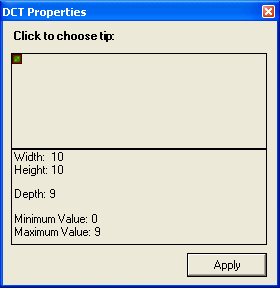 DCT Properties
Click to choose tip:
Width: 10
Height: 10
Depth: 9
Minimum Value: 0
Maximum Value: 9
Apply